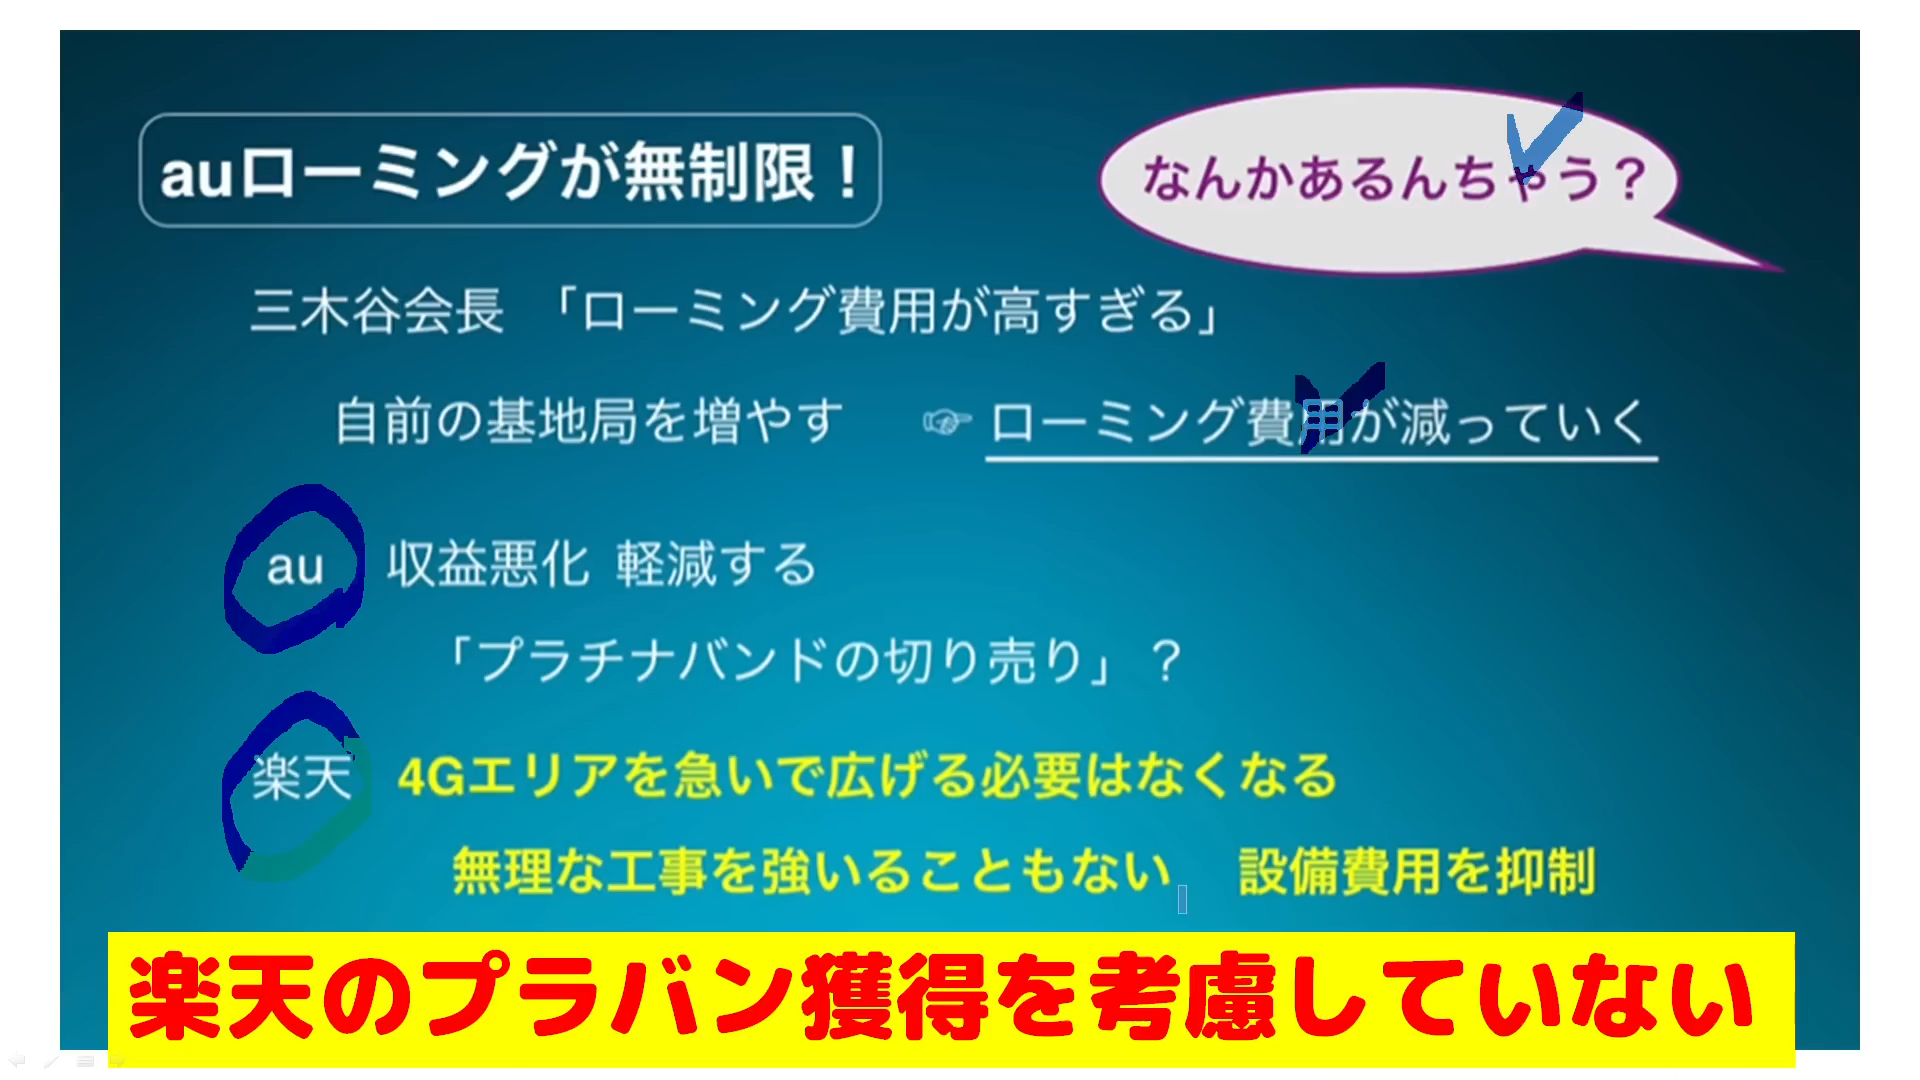 auローミングが無制限！
なんかあるんちゃう？
三木谷会長 「ローミング費用が高すぎる」
自前の基地局を増やす ☞ ローミング費用が減っていく
au 収益悪化 軽減する
「プラチナバンドの切り売り」？
楽天 4Gエリアを急いで広げる必要はなくなる
無理な工事を強いることもない 設備費用を抑制
楽天のプラバン獲得を考慮していない